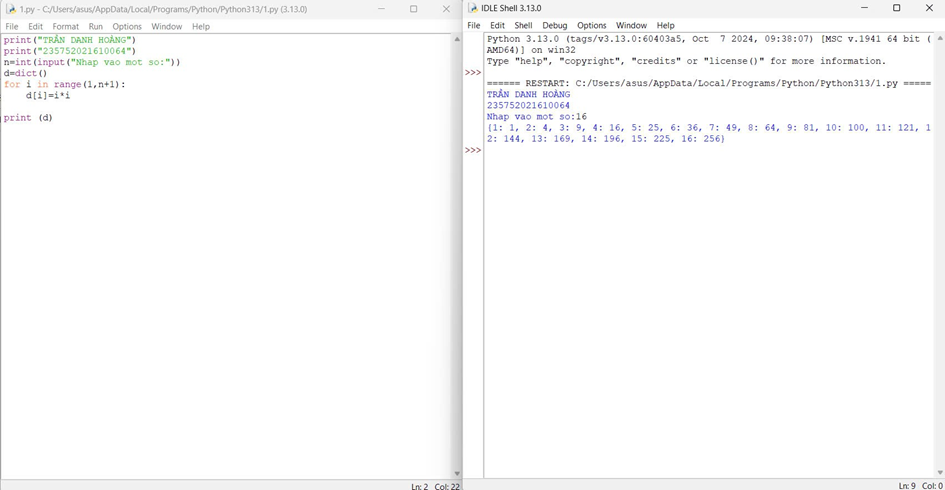 1.py - C:/Users/asus/AppData/Local/Programs/Python/Python313/1.py (3.13.0)
File Edit Format Run Options Window Help
print("TRẦN DANH HOÀNG")
print("235752021610064")
n=int(input("Nhap vao mot so:"))
d=dict()
for i in range(1,n+1):
    d[i]=i*i
print (d)
Ln: 2 Col: 22
IDLE Shell 3.13.0
File Edit Shell Debug Options Window Help
Python 3.13.0 (tags/v3.13.0:60403a5, Oct  7 2024, 09:38:07) [MSC v.1941 64 bit (
AMD64)] on win32
Type "help", "copyright", "credits" or "license()" for more information.
>>>
====== RESTART: C:/Users/asus/AppData/Local/Programs/Python/Python313/1.py =====
TRẦN DANH HOÀNG
235752021610064
Nhap vao mot so:16
{1: 1, 2: 4, 3: 9, 4: 16, 5: 25, 6: 36, 7: 49, 8: 64, 9: 81, 10: 100, 11: 121, 1
2: 144, 13: 169, 14: 196, 15: 225, 16: 256}
>>>
Ln: 9 Col: 0